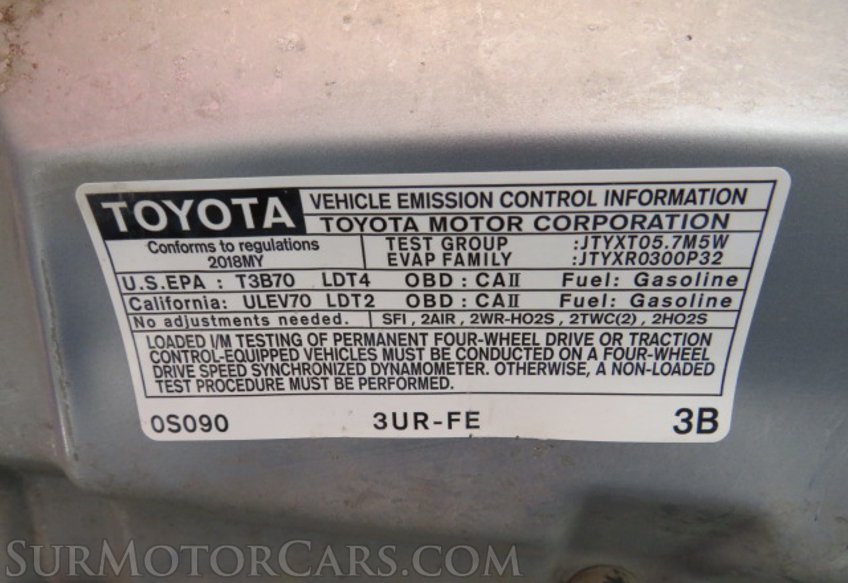 TOYOTA VEHICLE EMISSION CONTROL INFORMATION
TOYOTA MOTOR CORPORATION
Conforms to regulations
2018MY
TEST GROUP :JTYXT05.7M5W
EVAP FAMILY :JTYXR0300P32
U.S.EPA : T3B70 LDT4 OBD : CAⅡ Fuel: Gasoline
California: ULEV70 LDT2 OBD : CAⅡ Fuel: Gasoline
No adjustments needed. SFI , 2AIR , 2WR-HO2S , 2TWC(2) , 2HO2S
LOADED I/M TESTING OF PERMANENT FOUR-WHEEL DRIVE OR TRACTION
CONTROL-EQUIPPED VEHICLES MUST BE CONDUCTED ON A FOUR-WHEEL
DRIVE SPEED SYNCHRONIZED DYNAMOMETER. OTHERWISE, A NON-LOADED
TEST PROCEDURE MUST BE PERFORMED.
0S090 3UR-FE 3B
SURMOTORCARS.COM